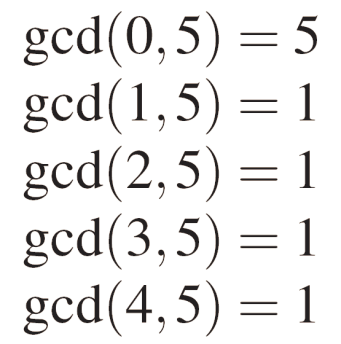 gcd(0,5) = 5
gcd(1,5) = 1
gcd(2,5) = 1
gcd(3,5) = 1
gcd(4,5) = 1